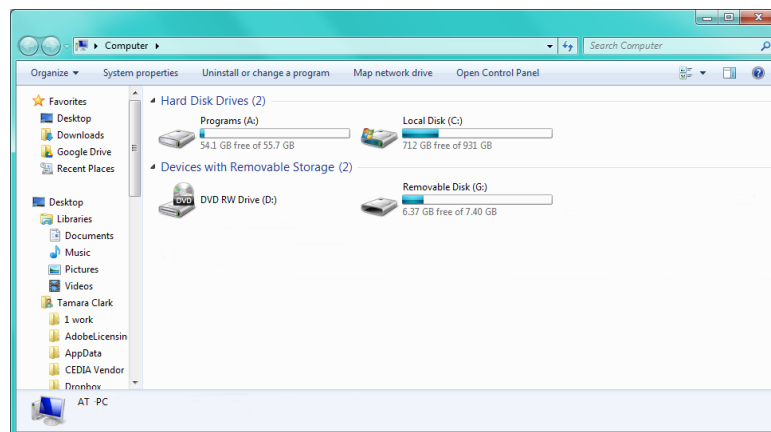 Computer
Search Computer
Organize
System properties
Uninstall or change a program
Map network drive
Open Control Panel
Favorites
Desktop
Downloads
Google Drive
Recent Places
Desktop
Libraries
Documents
Music
Pictures
Videos
Tamara Clark
1 work
AdobeLicensin
AppData
CEDIA Vendor
Dropbox
Hard Disk Drives (2)
Programs (A:)
54.1 GB free of 55.7 GB
Local Disk (C:)
712 GB free of 931 GB
Devices with Removable Storage (2)
DVD RW Drive (D:)
DVD
Removable Disk (G:)
6.37 GB free of 7.40 GB
AT -PC